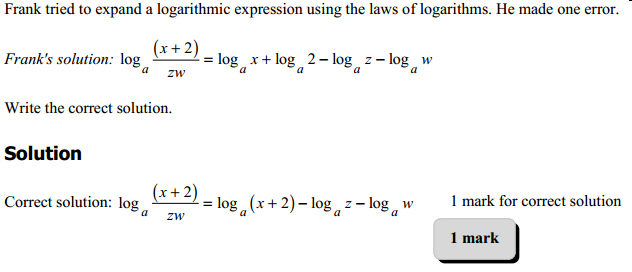 Frank tried to expand a logarithmic expression using the laws of logarithms. He made one error.
Frank's solution: log_a (x + 2)/zw = log_a x + log_a 2 – log_a z – log_a w
Write the correct solution.
Solution
Correct solution: log_a (x + 2)/zw = log_a (x + 2) – log_a z – log_a w 1 mark for correct solution
1 mark